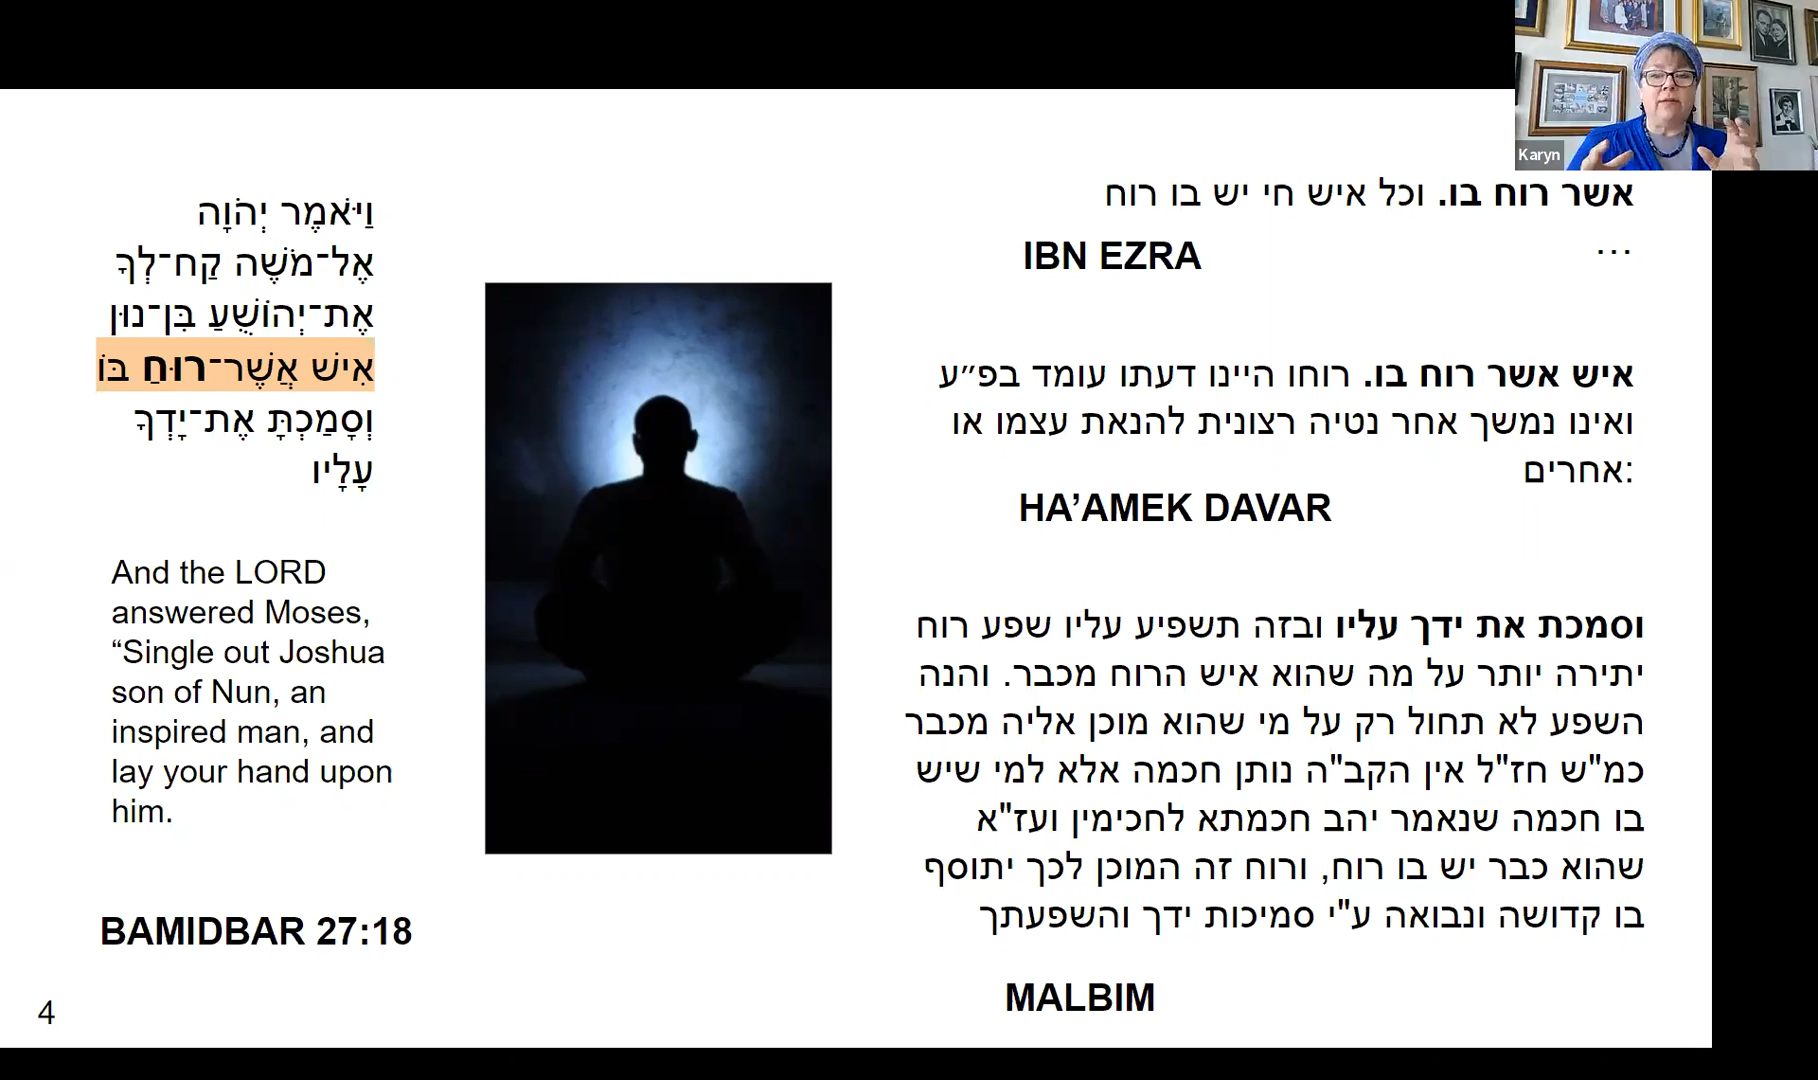 Karyn
וַיֹּאמֶר יְהֹוָה
אֶל־מֹשֶׁה קַח־לְךָ
אֶת־יְהוֹשֻׁעַ בִּן־נוּן
אִישׁ אֲשֶׁר־רוּחַ בּוֹ
וְסָמַכְתָּ אֶת־יָדְךָ
עָלָיו
And the LORD
answered Moses,
“Single out Joshua
son of Nun, an
inspired man, and
lay your hand upon
him.
BAMIDBAR 27:18
4
אשר רוח בו. וכל איש חי יש בו רוח
...
IBN EZRA
איש אשר רוח בו. רוחו היינו דעתו עומד בפ״ע
ואינו נמשך אחר נטיה רצונית להנאת עצמו או
אחרים:
HA’AMEK DAVAR
וסמכת את ידך עליו ובזה תשפיע עליו שפע רוח
יתירה יותר על מה שהוא איש הרוח מכבר. והנה
השפע לא תחול רק על מי שהוא מוכן אליה מכבר
כמ"ש חז"ל אין הקב"ה נותן חכמה אלא למי שיש
בו חכמה שנאמר יהב חכמתא לחכימין ועז"א
שהוא כבר יש בו רוח, ורוח זה המוכן לכך יתוסף
בו קדושה ונבואה ע"י סמיכות ידך והשפעתך
MALBIM